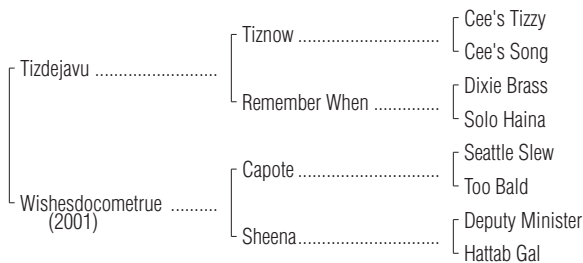 Cee's Tizzy
Tiznow ........................................
Cee's Song
Tizdejavu ..................................
Dixie Brass
Remember When ...................
Solo Haina
Seattle Slew
Capote ........................................
Too Bald
Wishesdocometrue .............
(2001)
Deputy Minister
Sheena........................................
Hattab Gal